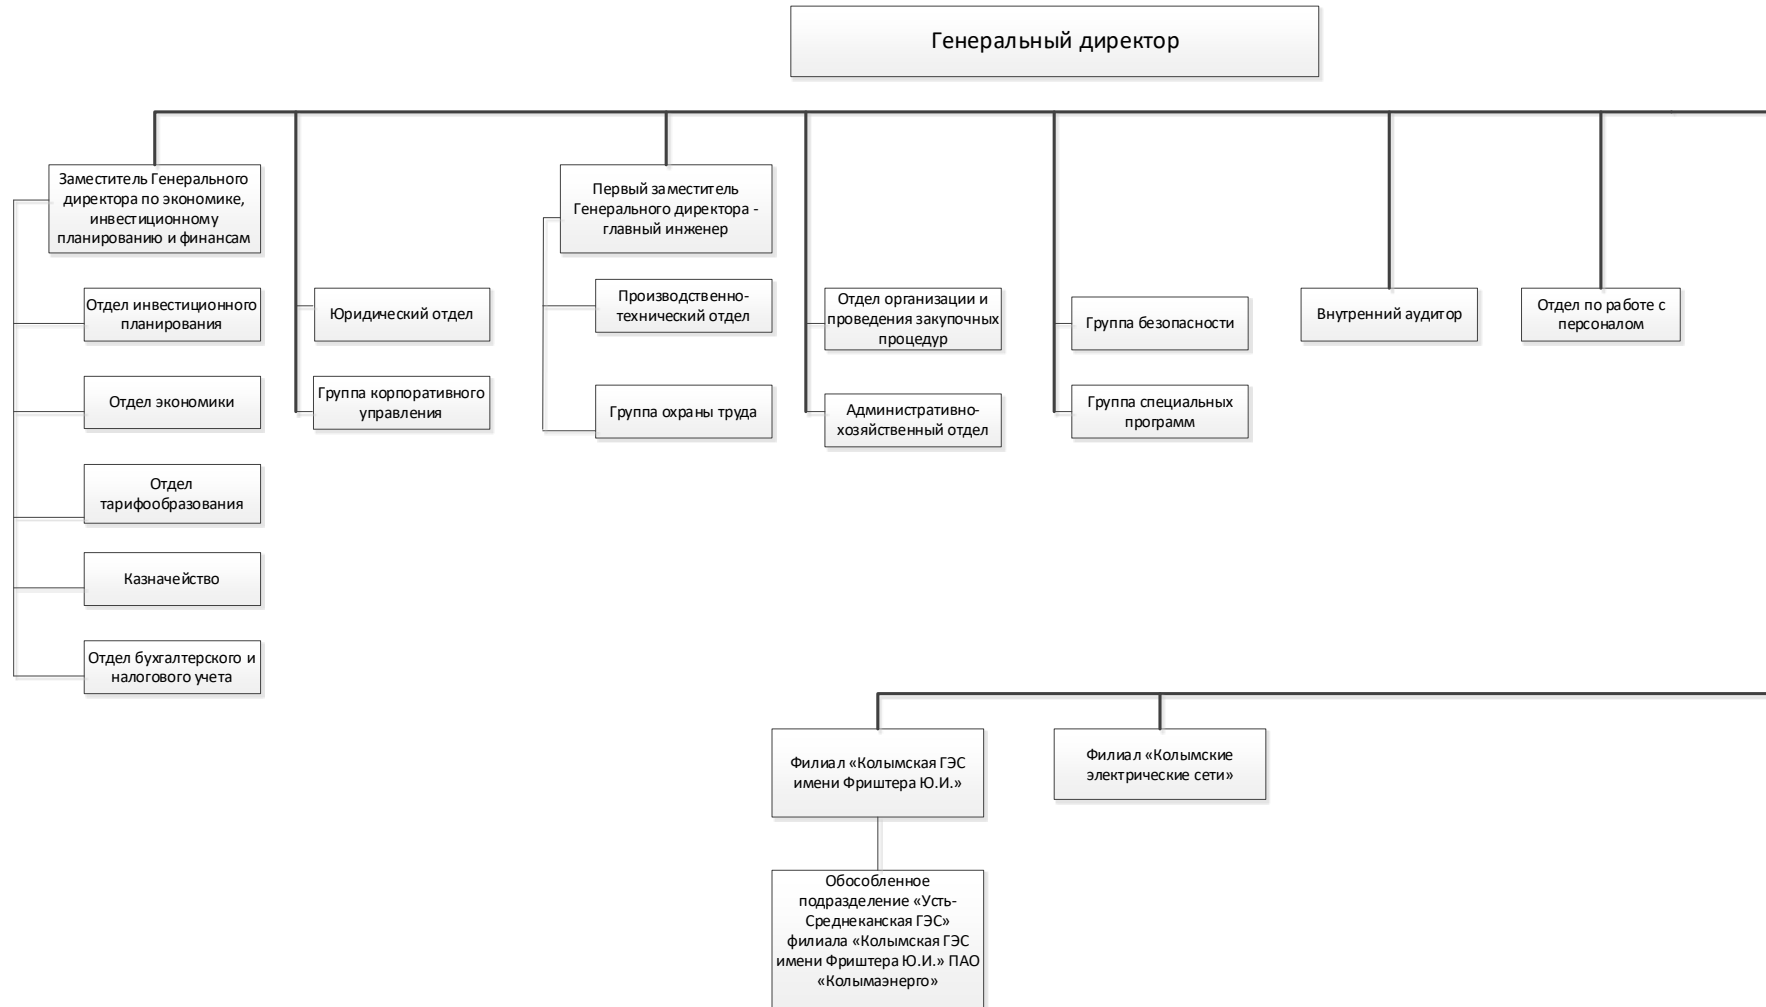 Генеральный директор
Заместитель Генерального
директора по экономике,
инвестиционному
планированию и финансам
Первый заместитель
Генерального директора -
главный инженер
Отдел инвестиционного
планирования
Юридический отдел
Производственно-
технический отдел
Отдел организации и
проведения закупочных
процедур
Группа безопасности
Внутренний аудитор
Отдел по работе с
персоналом
Отдел экономики
Группа корпоративного
управления
Группа охраны труда
Административно-
хозяйственный отдел
Группа специальных
программ
Отдел
тарифообразования
Казначейство
Отдел бухгалтерского и
налогового учета
Филиал «Колымская ГЭС
имени Фриштера Ю.И.»
Филиал «Колымские
электрические сети»
Обособленное
подразделение «Усть-
Среднеканская ГЭС»
филиала «Колымская ГЭС
имени Фриштера Ю.И.» ПАО
«Колымаэнерго»